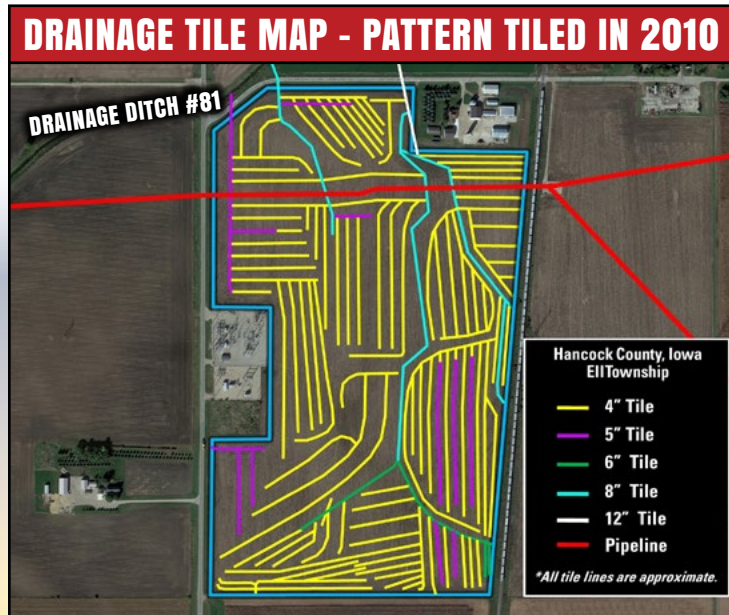 DRAINAGE TILE MAP - PATTERN TILED IN 2010
DRAINAGE DITCH #81
Hancock County, Iowa
EllTownship
4" Tile
5" Tile
6" Tile
8" Tile
12" Tile
Pipeline
*All tile lines are approximate.